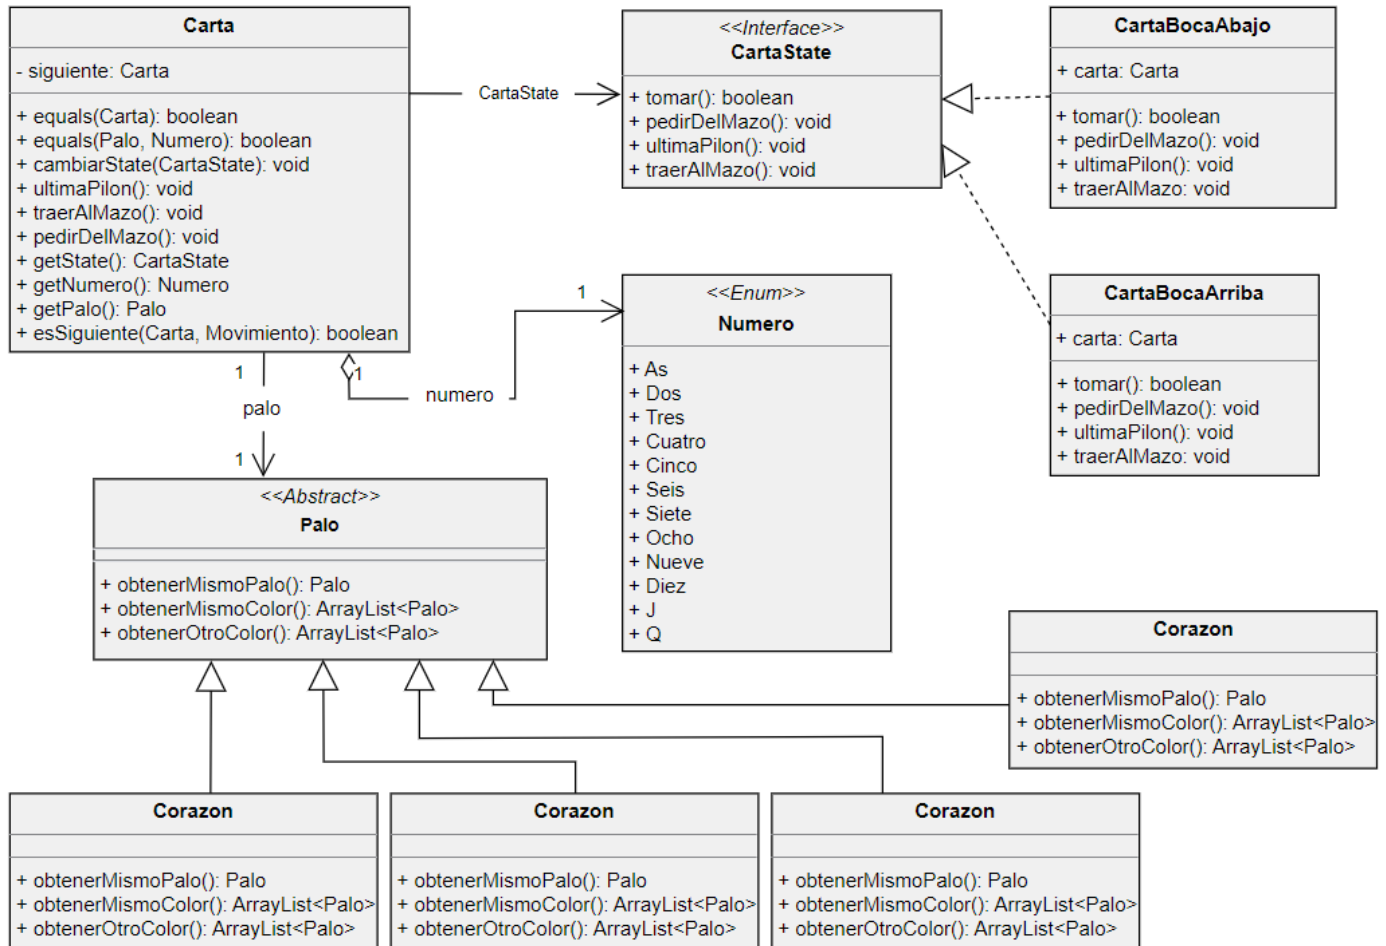 Carta
- siguiente: Carta
+ equals(Carta): boolean
+ equals(Palo, Numero): boolean
+ cambiarState(CartaState): void
+ ultimaPilon(): void
+ traerAlMazo(): void
+ pedirDelMazo(): void
+ getState(): CartaState
+ getNumero(): Numero
+ getPalo(): Palo
+ esSiguiente(Carta, Movimiento): boolean
CartaState
<<Interface>>
CartaState
+ tomar(): boolean
+ pedirDelMazo(): void
+ ultimaPilon(): void
+ traerAlMazo(): void
CartaBocaAbajo
+ carta: Carta
+ tomar(): boolean
+ pedirDelMazo(): void
+ ultimaPilon(): void
+ traerAlMazo: void
CartaBocaArriba
+ carta: Carta
+ tomar(): boolean
+ pedirDelMazo(): void
+ ultimaPilon(): void
+ traerAlMazo: void
1
numero
1
<<Enum>>
Numero
+ As
+ Dos
+ Tres
+ Cuatro
+ Cinco
+ Seis
+ Siete
+ Ocho
+ Nueve
+ Diez
+ J
+ Q
1
palo
1
<<Abstract>>
Palo
+ obtenerMismoPalo(): Palo
+ obtenerMismoColor(): ArrayList<Palo>
+ obtenerOtroColor(): ArrayList<Palo>
Corazon
+ obtenerMismoPalo(): Palo
+ obtenerMismoColor(): ArrayList<Palo>
+ obtenerOtroColor(): ArrayList<Palo>
Corazon
+ obtenerMismoPalo(): Palo
+ obtenerMismoColor(): ArrayList<Palo>
+ obtenerOtroColor(): ArrayList<Palo>
Corazon
+ obtenerMismoPalo(): Palo
+ obtenerMismoColor(): ArrayList<Palo>
+ obtenerOtroColor(): ArrayList<Palo>
Corazon
+ obtenerMismoPalo(): Palo
+ obtenerMismoColor(): ArrayList<Palo>
+ obtenerOtroColor(): ArrayList<Palo>